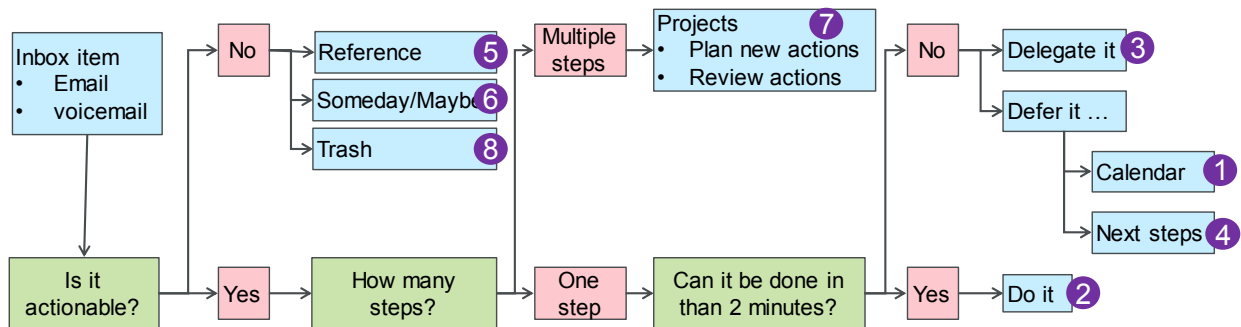 Inbox item
• Email
• voicemail
Is it
actionable?
No
Yes
Reference
5
Someday/Maybe
6
Trash
8
How many
steps?
Multiple
steps
One
step
Projects
7
• Plan new actions
• Review actions
Can it be done in
than 2 minutes?
No
Yes
Delegate it
3
Defer it …
Calendar
1
Next steps
4
Do it
2